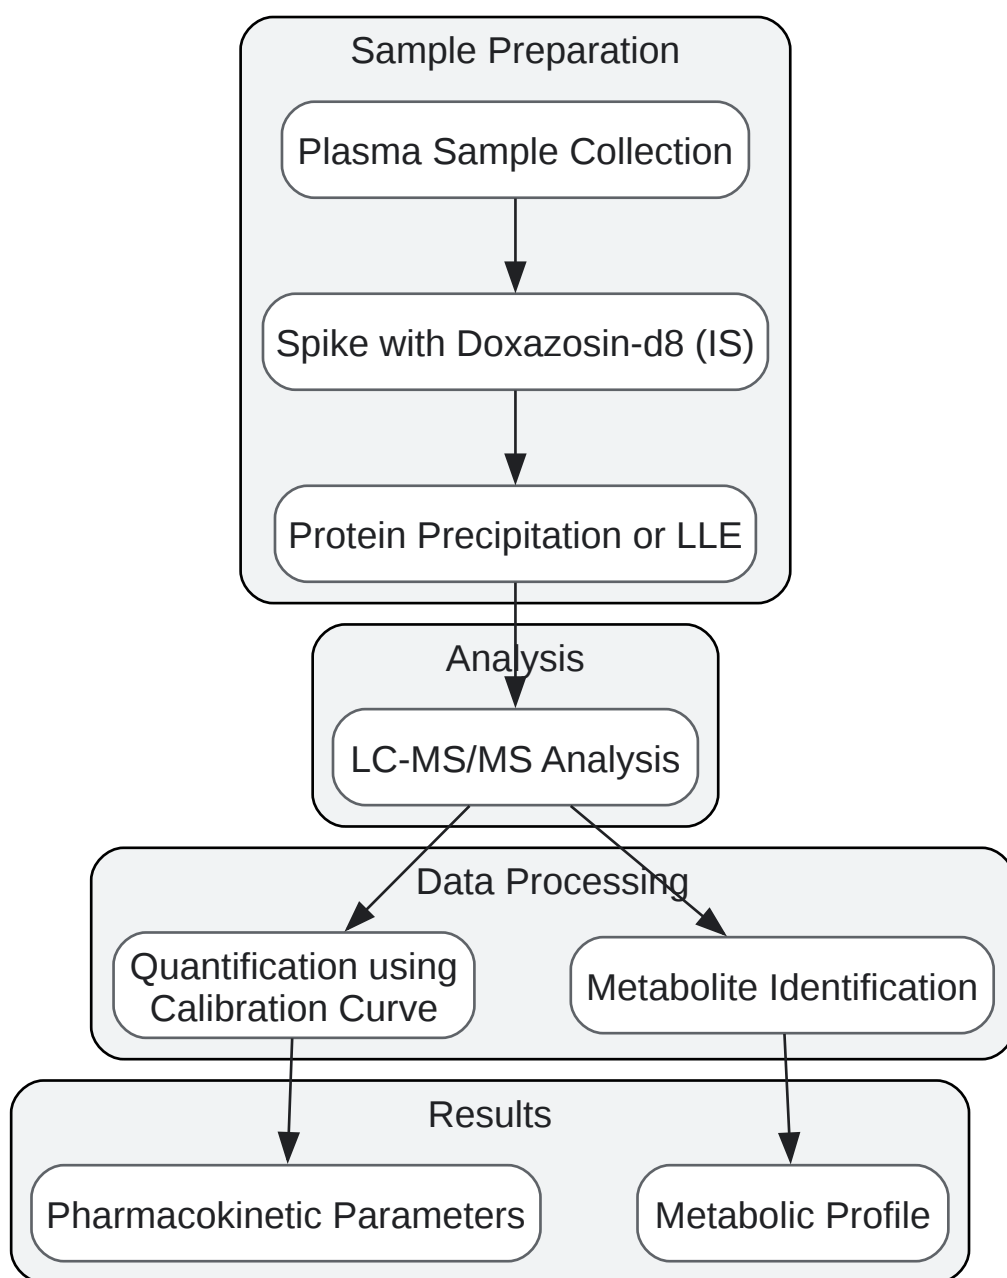 Sample Preparation
Plasma Sample Collection
Spike with Doxazosin-d8 (IS)
Protein Precipitation or LLE
Analysis
LC-MS/MS Analysis
Data Processing
Quantification using
Calibration Curve
Metabolite Identification
Results
Pharmacokinetic Parameters
Metabolic Profile